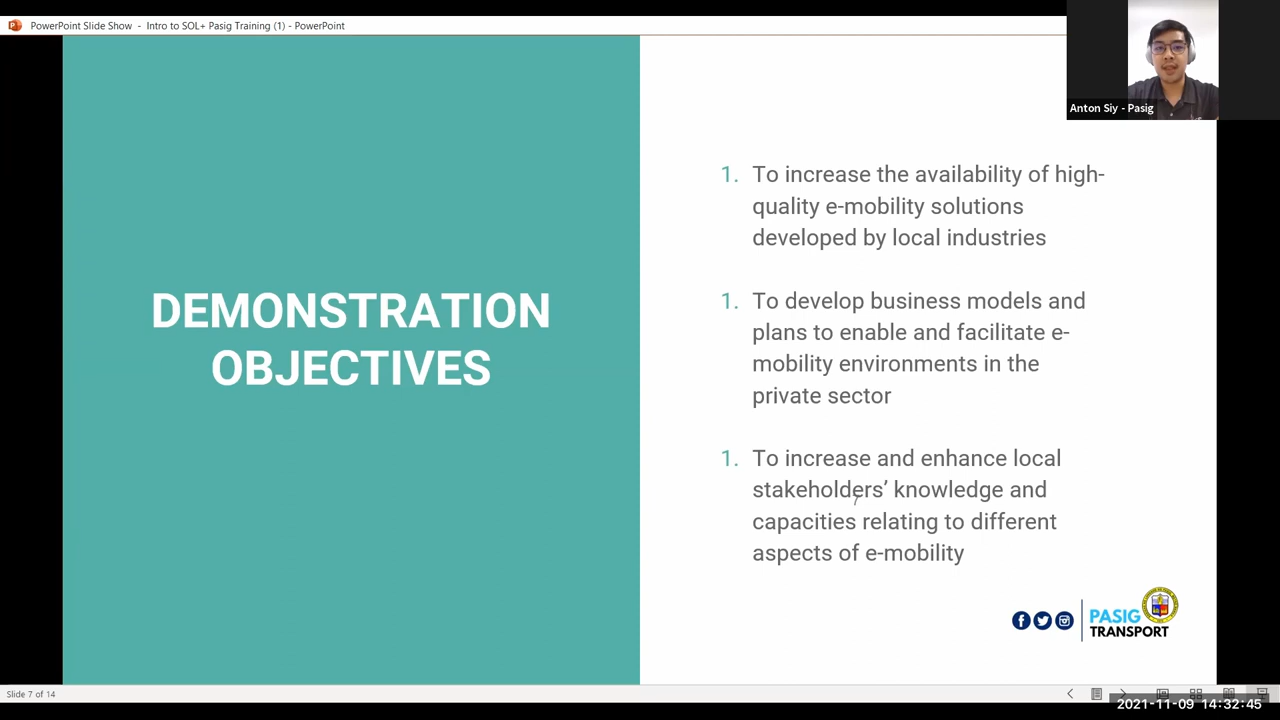 PowerPoint Slide Show - Intro to SOL+ Pasig Training (1) - PowerPoint
Anton Siy - Pasig
DEMONSTRATION
OBJECTIVES
1. To increase the availability of high-
quality e-mobility solutions
developed by local industries
1. To develop business models and
plans to enable and facilitate e-
mobility environments in the
private sector
1. To increase and enhance local
stakeholders’ knowledge and
capacities relating to different
aspects of e-mobility
PASIG
TRANSPORT
Slide 7 of 14
2021-11-09 14:32:45